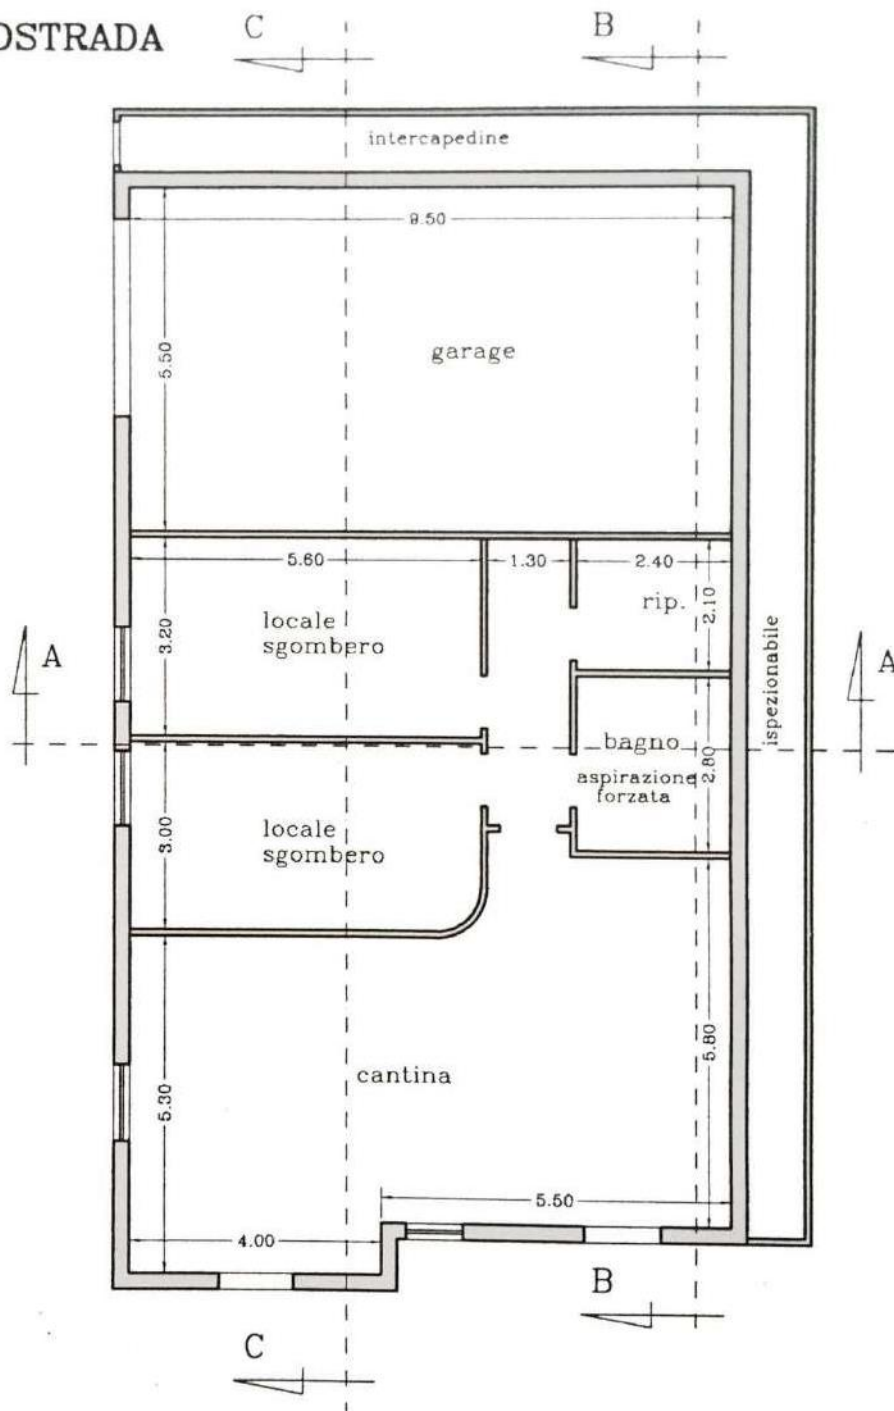 OSTRADA
C
B
intercapedine
9.50
5.50
garage
5.60
1.30
2.40
rip.
2.10
3.20
locale
sgombero
ispezionabile
A
A
bagno
2.80
aspirazione
forzata
3.00
locale
sgombero
5.80
cantina
5.30
5.50
4.00
B
C